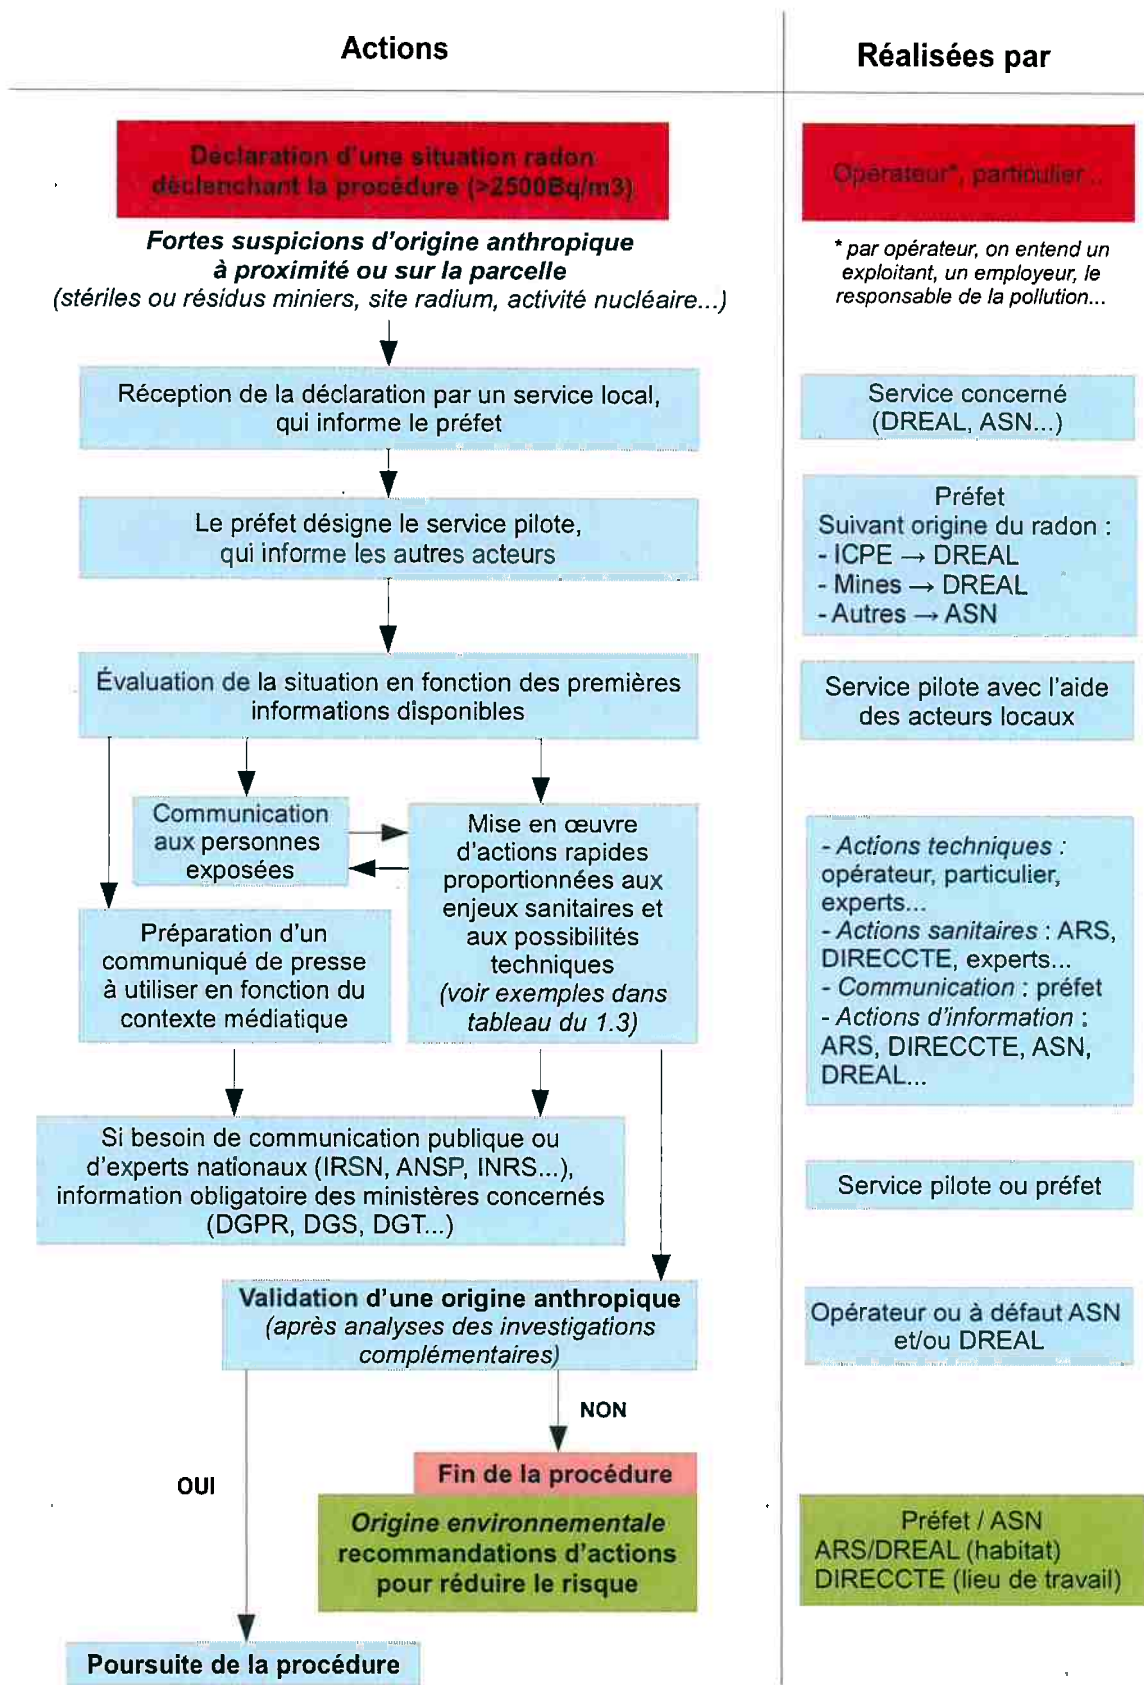 Actions
Réalisées par
Déclaration d'une situation radon
déclenchant la procédure (>2500Bq/m3)
Opérateur*, particulier...
Fortes suspicions d'origine anthropique
à proximité ou sur la parcelle
(stériles ou résidus miniers, site radium, activité nucléaire...)
* par opérateur, on entend un
exploitant, un employeur, le
responsable de la pollution...
Réception de la déclaration par un service local,
qui informe le préfet
Service concerné
(DREAL, ASN...)
Le préfet désigne le service pilote,
qui informe les autres acteurs
Préfet
Suivant origine du radon :
- ICPE → DREAL
- Mines → DREAL
- Autres → ASN
Évaluation de la situation en fonction des premières
informations disponibles
Service pilote avec l'aide
des acteurs locaux
Communication
aux personnes
exposées
Mise en œuvre
d'actions rapides
proportionnées aux
enjeux sanitaires et
aux possibilités
techniques
(voir exemples dans
tableau du 1.3)
Préparation d'un
communiqué de presse
à utiliser en fonction du
contexte médiatique
- Actions techniques :
opérateur, particulier,
experts...
- Actions sanitaires : ARS,
DIRECCTE, experts...
- Communication : préfet
- Actions d'information :
ARS, DIRECCTE, ASN,
DREAL...
Si besoin de communication publique ou
d'experts nationaux (IRSN, ANSP, INRS...),
information obligatoire des ministères concernés
(DGPR, DGS, DGT...)
Service pilote ou préfet
Validation d'une origine anthropique
(après analyses des investigations
complémentaires)
Opérateur ou à défaut ASN
et/ou DREAL
NON
OUI
Fin de la procédure
Origine environnementale
recommandations d'actions
pour réduire le risque
Préfet / ASN
ARS/DREAL (habitat)
DIRECCTE (lieu de travail)
Poursuite de la procédure